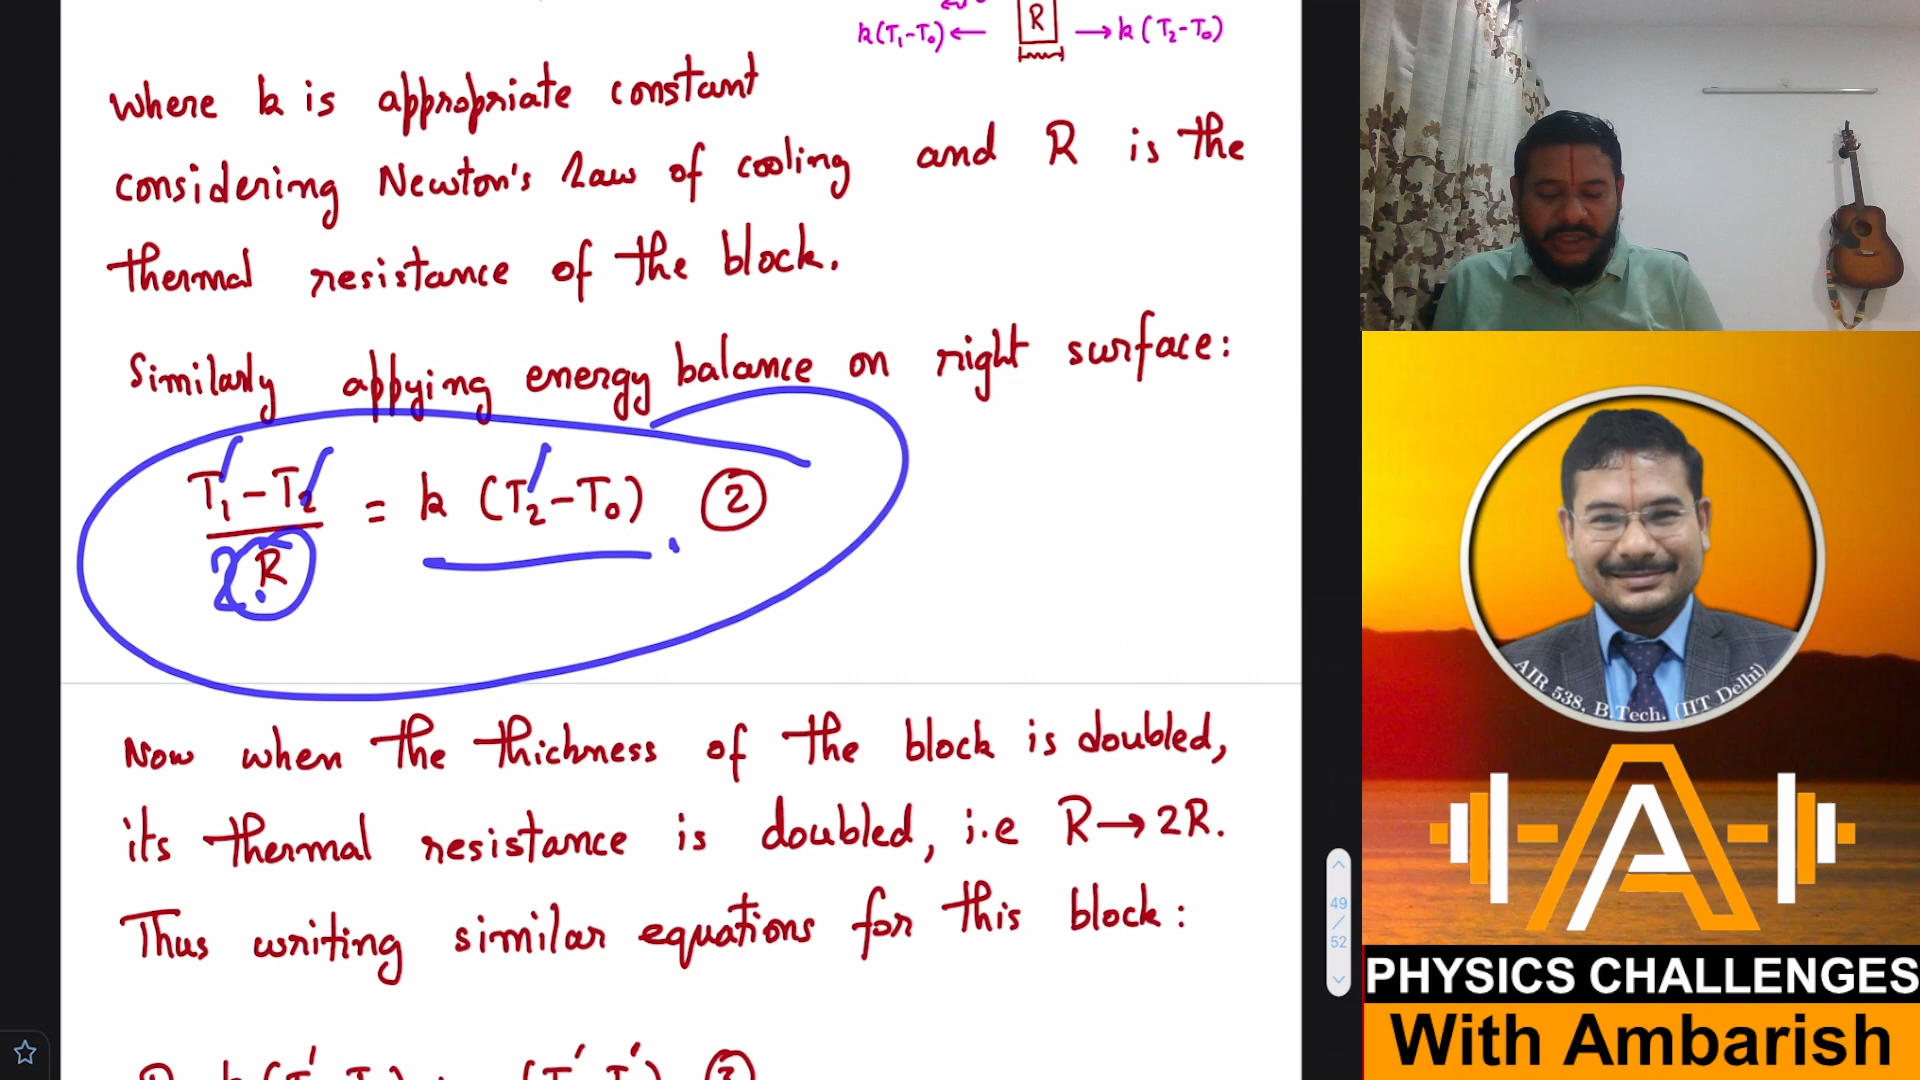 k(T₁-T₀) ← R → k(T₂-T₀)
where k is appropriate constant
considering Newton's law of cooling and R is the
thermal resistance of the block.
Similarly appying energy balance on right surface:
T₁'-T₂' / 2R = k (T₂'-T₀) ②
Now when the thickness of the block is doubled,
its thermal resistance is doubled, i.e R→2R.
Thus writing similar equations for this block:
49
/
52
AIR 538, B.Tech. (IIT Delhi)
A
PHYSICS CHALLENGES
With Ambarish